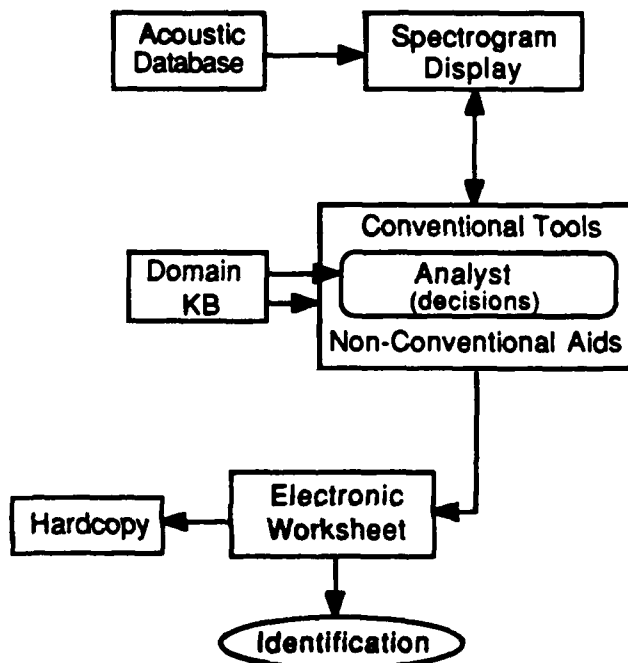 Acoustic
Database
Spectrogram
Display
Conventional Tools
Domain
KB
Analyst
(decisions)
Non-Conventional Aids
Electronic
Worksheet
Hardcopy
Identification